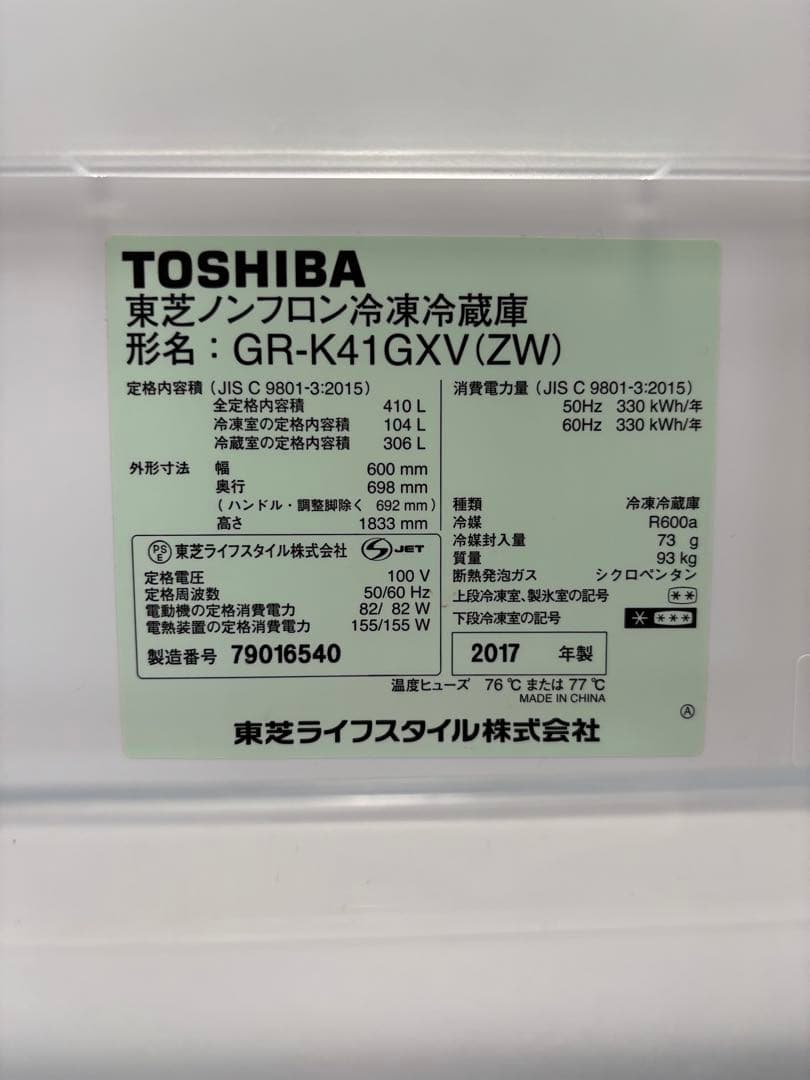 TOSHIBA
東芝ノンフロン冷凍冷蔵庫
形名：GR-K41GXV(ZW)
定格内容積（JIS C 9801-3:2015）
全定格内容積 410 L
冷凍室の定格内容積 104 L
冷蔵室の定格内容積 306 L
外形寸法 幅 600 mm
奥行 698 mm
（ハンドル・調整脚除く 692 mm）
高さ 1833 mm
消費電力量（JIS C 9801-3:2015）
50Hz 330 kWh/年
60Hz 330 kWh/年
種類 冷凍冷蔵庫
冷媒 R600a
冷媒封入量 73 g
質量 93 kg
断熱発泡ガス シクロペンタン
上段冷凍室、製氷室の記号 **
下段冷凍室の記号 * ***
PSE 東芝ライフスタイル株式会社 JET
定格電圧 100 V
定格周波数 50/60 Hz
電動機の定格消費電力 82/ 82 W
電熱装置の定格消費電力 155/155 W
製造番号 79016540
2017 年製
温度ヒューズ 76℃または77℃
MADE IN CHINA
Ⓐ
東芝ライフスタイル株式会社